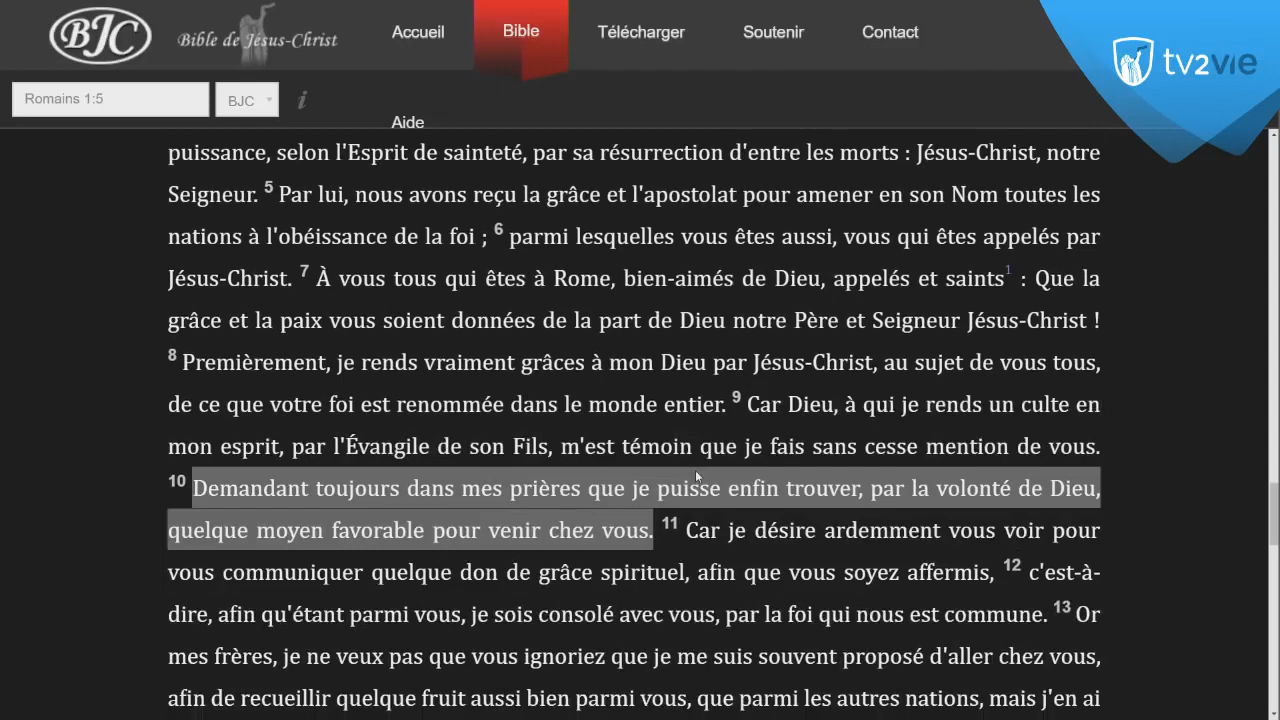 BJC
Bible de Jésus-Christ
Accueil
Bible
Télécharger
Soutenir
Contact
tv2vie
Romains 1:5
BJC
i
Aide
puissance, selon l'Esprit de sainteté, par sa résurrection d'entre les morts : Jésus-Christ, notre
Seigneur. 5 Par lui, nous avons reçu la grâce et l'apostolat pour amener en son Nom toutes les
nations à l'obéissance de la foi ; 6 parmi lesquelles vous êtes aussi, vous qui êtes appelés par
Jésus-Christ. 7 À vous tous qui êtes à Rome, bien-aimés de Dieu, appelés et saints1 : Que la
grâce et la paix vous soient données de la part de Dieu notre Père et Seigneur Jésus-Christ !
8 Premièrement, je rends vraiment grâces à mon Dieu par Jésus-Christ, au sujet de vous tous,
de ce que votre foi est renommée dans le monde entier. 9 Car Dieu, à qui je rends un culte en
mon esprit, par l'Évangile de son Fils, m'est témoin que je fais sans cesse mention de vous.
10 Demandant toujours dans mes prières que je puisse enfin trouver, par la volonté de Dieu,
quelque moyen favorable pour venir chez vous. 11 Car je désire ardemment vous voir pour
vous communiquer quelque don de grâce spirituel, afin que vous soyez affermis, 12 c'est-à-
dire, afin qu'étant parmi vous, je sois consolé avec vous, par la foi qui nous est commune. 13 Or
mes frères, je ne veux pas que vous ignoriez que je me suis souvent proposé d'aller chez vous,
afin de recueillir quelque fruit aussi bien parmi vous, que parmi les autres nations, mais j'en ai